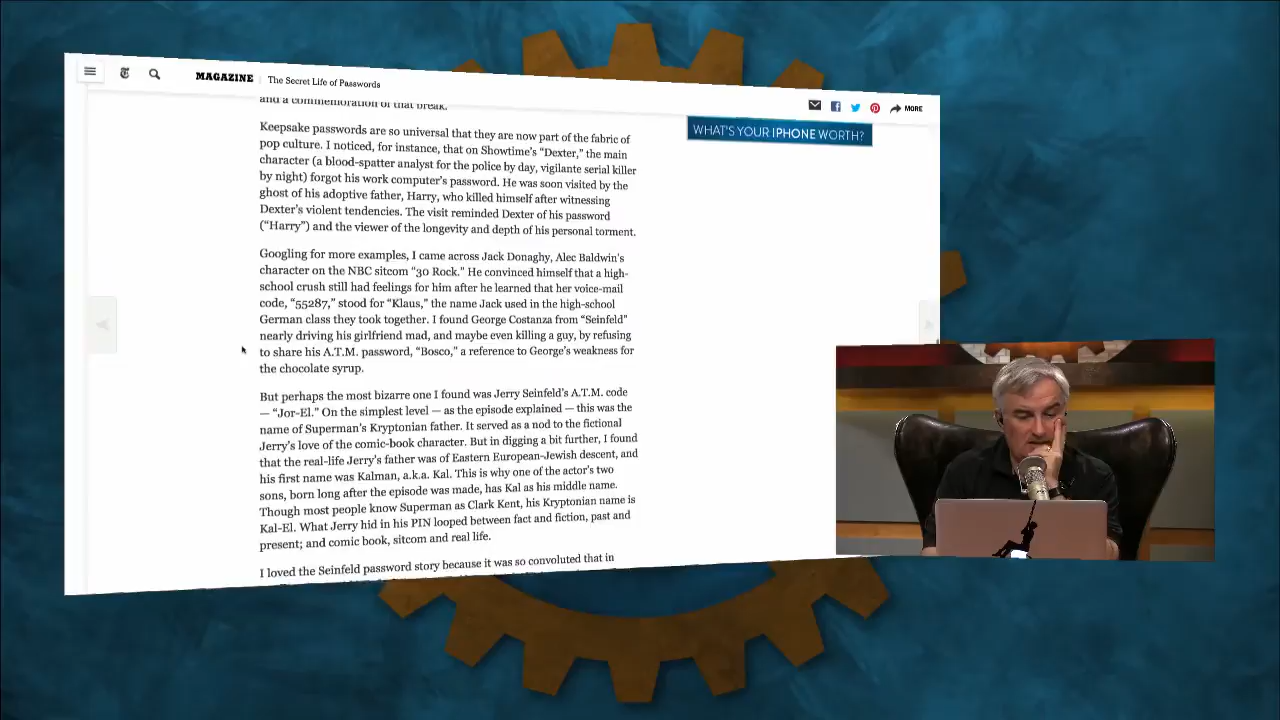 MAGAZINE | The Secret Life of Passwords
MORE
and a commemoration of that break.
WHAT'S YOUR IPHONE WORTH?
Keepsake passwords are so universal that they are now part of the fabric of
pop culture. I noticed, for instance, that on Showtime's “Dexter,” the main
character (a blood-spatter analyst for the police by day, vigilante serial killer
by night) forgot his work computer's password. He was soon visited by the
ghost of his adoptive father, Harry, who killed himself after witnessing
Dexter's violent tendencies. The visit reminded Dexter of his password
(“Harry”) and the viewer of the longevity and depth of his personal torment.
Googling for more examples, I came across Jack Donaghy, Alec Baldwin's
character on the NBC sitcom “30 Rock.” He convinced himself that a high-
school crush still had feelings for him after he learned that her voice-mail
code, “55287,” stood for “Klaus,” the name Jack used in the high-school
German class they took together. I found George Costanza from “Seinfeld”
nearly driving his girlfriend mad, and maybe even killing a guy, by refusing
to share his A.T.M. password, “Bosco,” a reference to George's weakness for
the chocolate syrup.
But perhaps the most bizarre one I found was Jerry Seinfeld's A.T.M. code
— “Jor-El.” On the simplest level — as the episode explained — this was the
name of Superman's Kryptonian father. It served as a nod to the fictional
Jerry's love of the comic-book character. But in digging a bit further, I found
that the real-life Jerry's father was of Eastern European-Jewish descent, and
his first name was Kalman, a.k.a. Kal. This is why one of the actor's two
sons, born long after the episode was made, has Kal as his middle name.
Though most people know Superman as Clark Kent, his Kryptonian name is
Kal-El. What Jerry hid in his PIN looped between fact and fiction, past and
present; and comic book, sitcom and real life.
I loved the Seinfeld password story because it was so convoluted that in